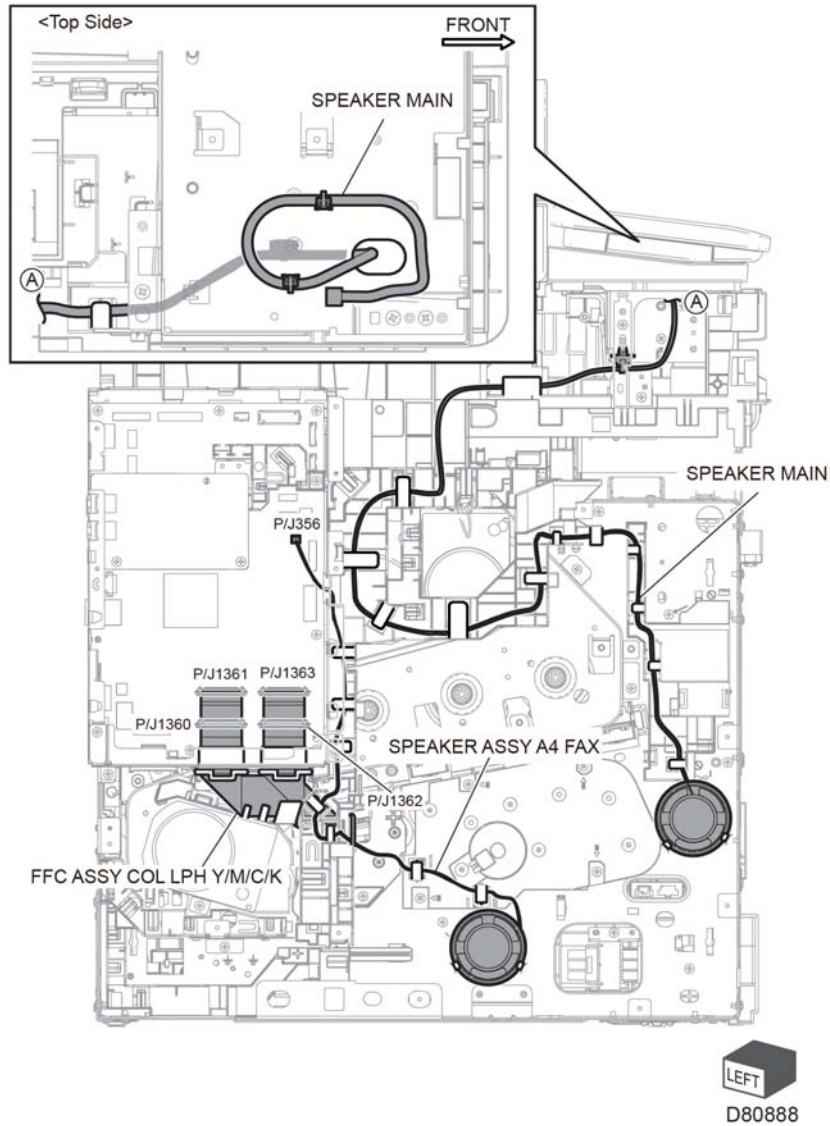 <Top Side>
FRONT
SPEAKER MAIN
A
A
SPEAKER MAIN
P/J356
P/J1361
P/J1363
P/J1360
SPEAKER ASSY A4 FAX
P/J1362
FFC ASSY COL LPH Y/M/C/K
LEFT
D80888